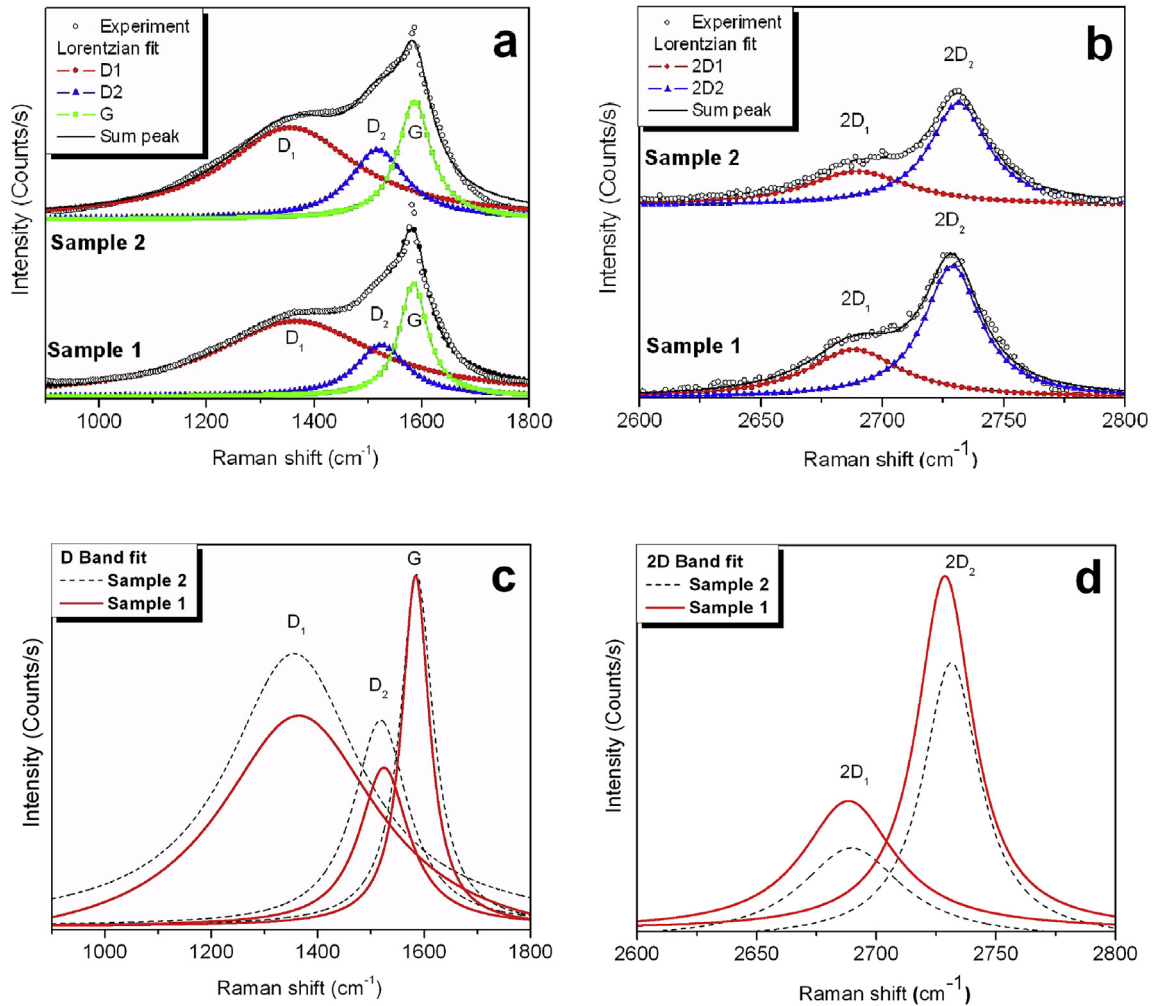 Experiment
Lorentzian fit
D1
D2
G
Sum peak
a
D1
D2
G
Sample 2
D1
D2
G
Sample 1
Intensity (Counts/s)
1000 1200 1400 1600 1800
Raman shift (cm-1)
Experiment
Lorentzian fit
2D1
2D2
Sum peak
b
2D2
2D1
Sample 2
2D2
2D1
Sample 1
Intensity (Counts/s)
2600 2650 2700 2750 2800
Raman shift (cm-1)
D Band fit
Sample 2
Sample 1
c
G
D1
D2
Intensity (Counts/s)
1000 1200 1400 1600 1800
Raman shift (cm-1)
2D Band fit
Sample 2
Sample 1
d
2D2
2D1
Intensity (Counts/s)
2600 2650 2700 2750 2800
Raman shift (cm-1)